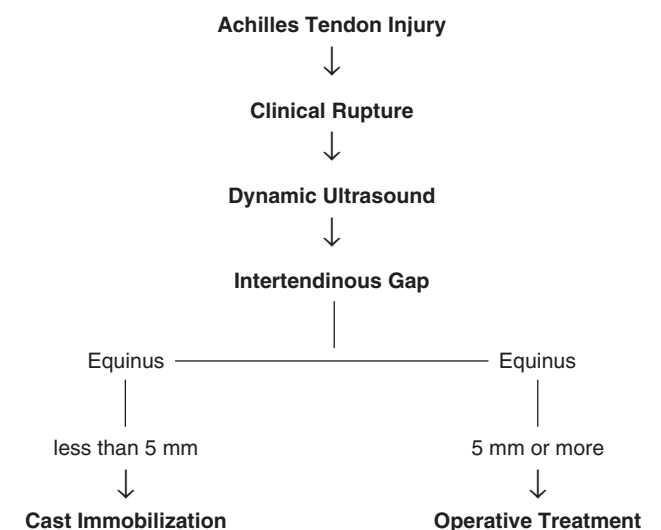 Achilles Tendon Injury
Clinical Rupture
Dynamic Ultrasound
Intertendinous Gap
Equinus Equinus
less than 5 mm 5 mm or more
Cast Immobilization Operative Treatment